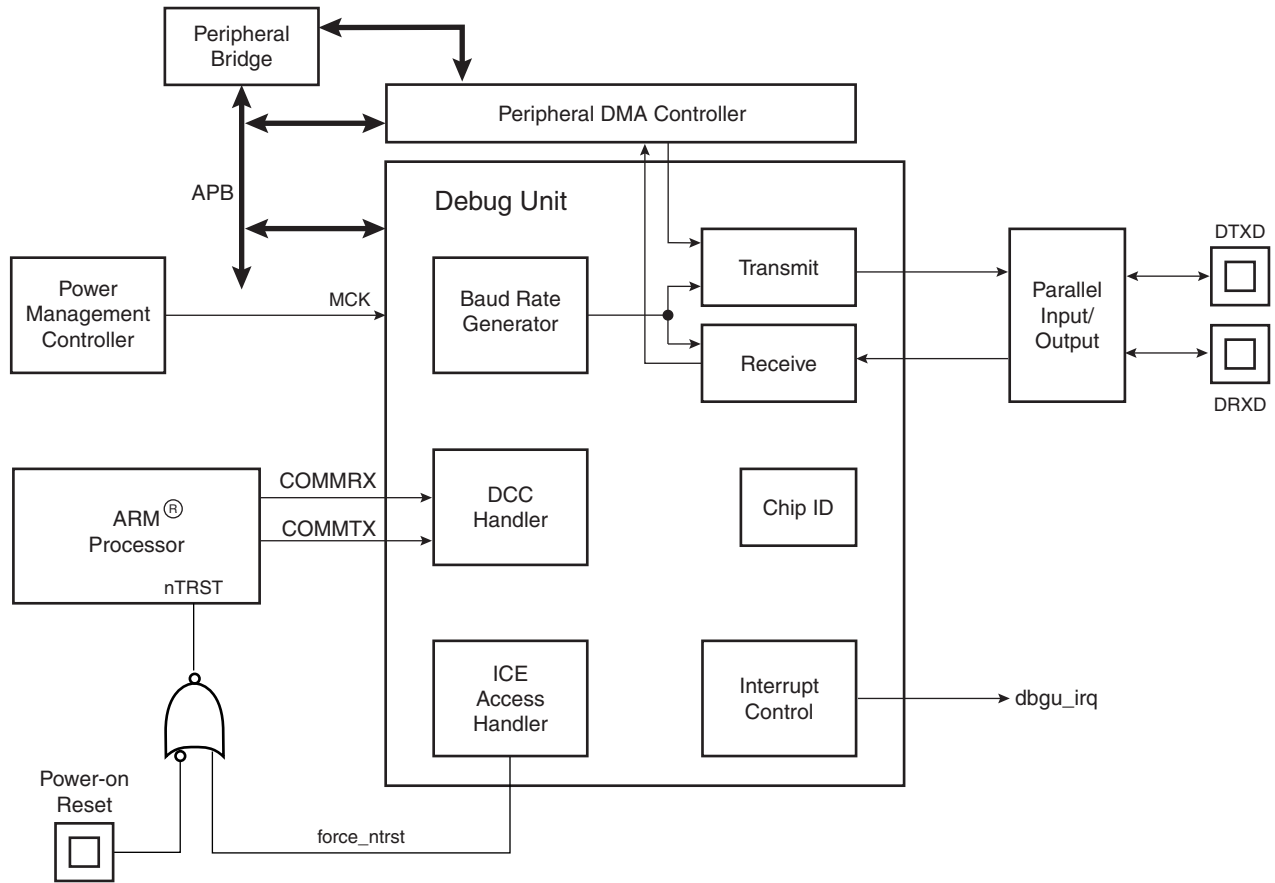 Peripheral
Bridge
Peripheral DMA Controller
APB
Debug Unit
Power
Management
Controller
MCK
Baud Rate
Generator
Transmit
Receive
Parallel
Input/
Output
DTXD
DRXD
ARM®
Processor
nTRST
COMMRX
COMMTX
DCC
Handler
Chip ID
ICE
Access
Handler
Interrupt
Control
dbgu_irq
Power-on
Reset
force_ntrst